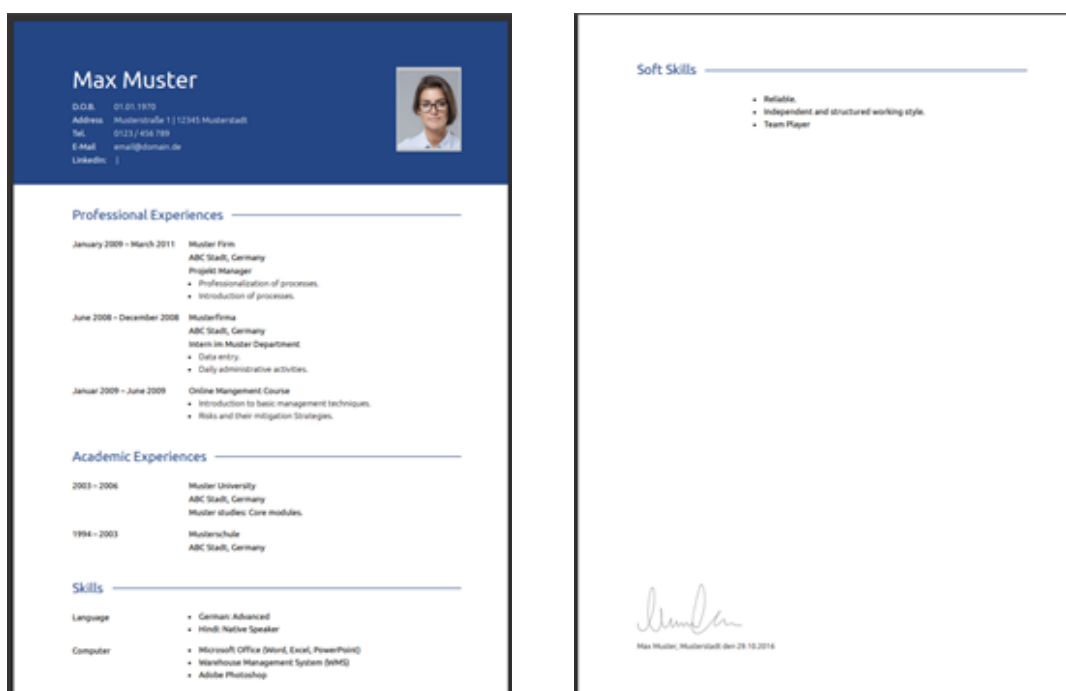 Max Muster
D.O.B. 01.01.1970
Address Musterstraße 1 | 12345 Musterstadt
Tel. 0123 / 456 789
E-Mail email@domain.de
LinkedIn: |
Professional Experiences
January 2009 – March 2011 Muster Firm
ABC Stadt, Germany
Projekt Manager
• Professionalization of processes.
• Introduction of processes.
June 2008 – December 2008 Musterfirma
ABC Stadt, Germany
Intern im Muster Department
• Data entry.
• Daily administrative activities.
Januar 2009 – June 2009 Online Mangement Course
• Introduction to basic management techniques.
• Risks and their mitigation Strategies.
Academic Experiences
2003 – 2006 Muster University
ABC Stadt, Germany
Muster studies: Core modules.
1994 – 2003 Musterschule
ABC Stadt, Germany
Skills
Language • German: Advanced
• Hindi: Native Speaker
Computer • Microsoft Office (Word, Excel, PowerPoint)
• Warehouse Management System (WMS)
• Adobe Photoshop
Soft Skills
• Reliable.
• Independent and structured working style.
• Team Player
Max Muster, Musterstadt den 29.10.2016